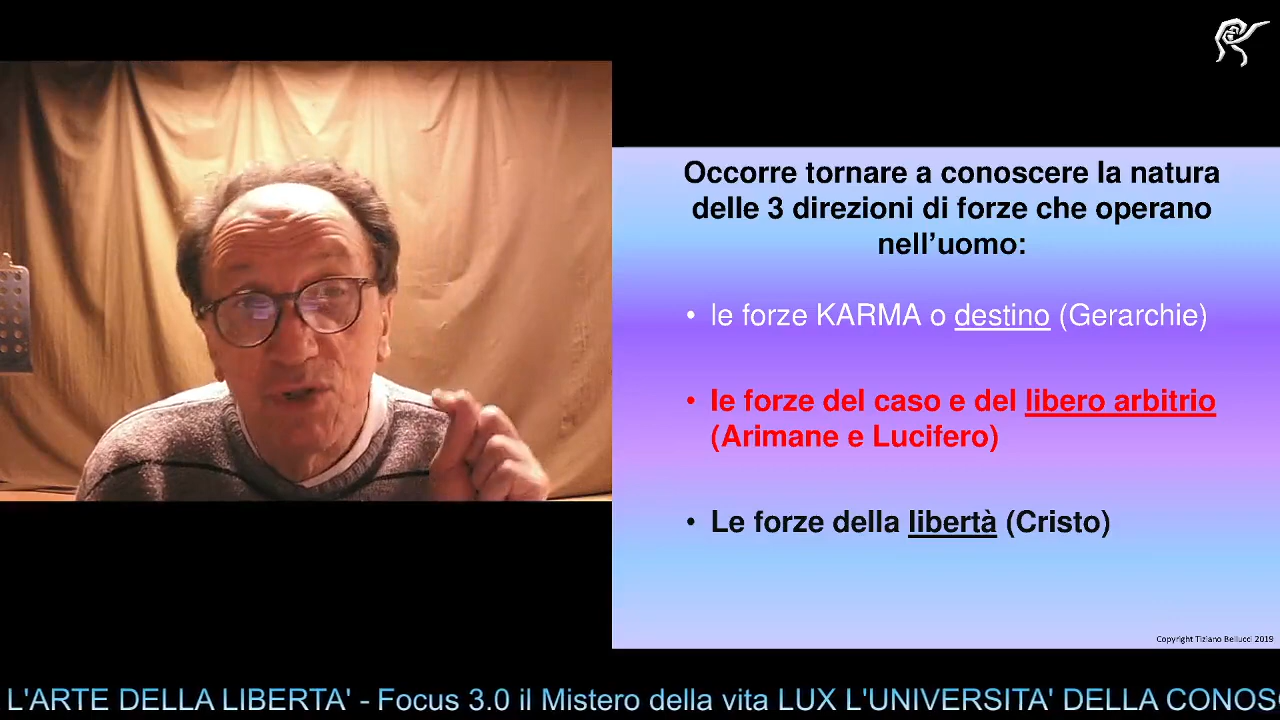 Occorre tornare a conoscere la natura
delle 3 direzioni di forze che operano
nell’uomo:
• le forze KARMA o destino (Gerarchie)
• le forze del caso e del libero arbitrio
(Arimane e Lucifero)
• Le forze della libertà (Cristo)
Copyright Tiziano Bellucci 2019
L'ARTE DELLA LIBERTA' - Focus 3.0 il Mistero della vita LUX L'UNIVERSITA' DELLA CONOS